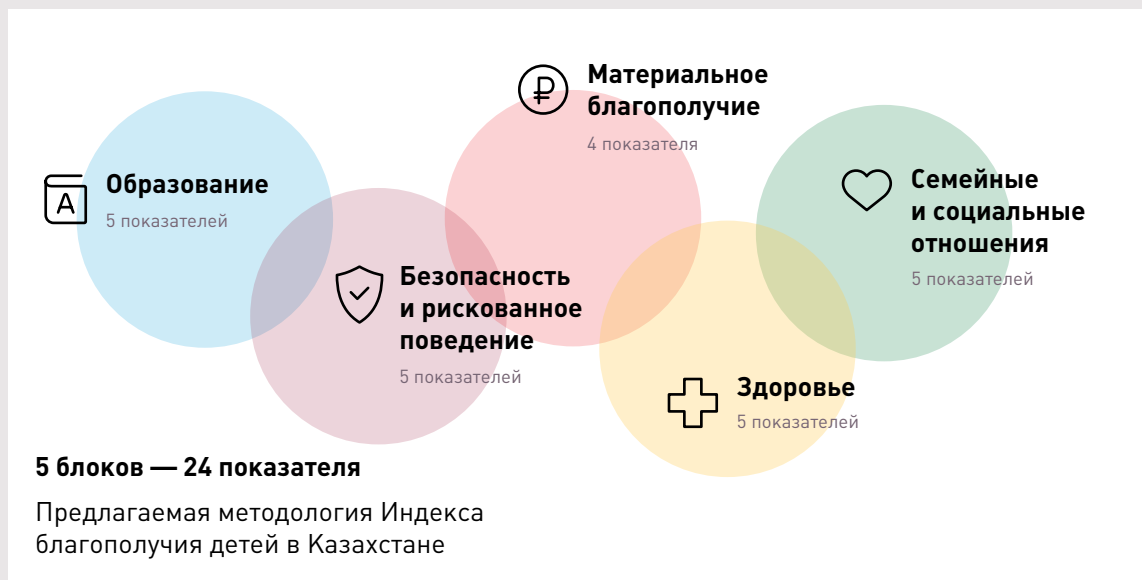 Образование
5 показателей
Безопасность
и рискованное
поведение
5 показателей
Материальное
благополучие
4 показателя
Здоровье
5 показателей
Семейные
и социальные
отношения
5 показателей
5 блоков — 24 показателя
Предлагаемая методология Индекса
благополучия детей в Казахстане